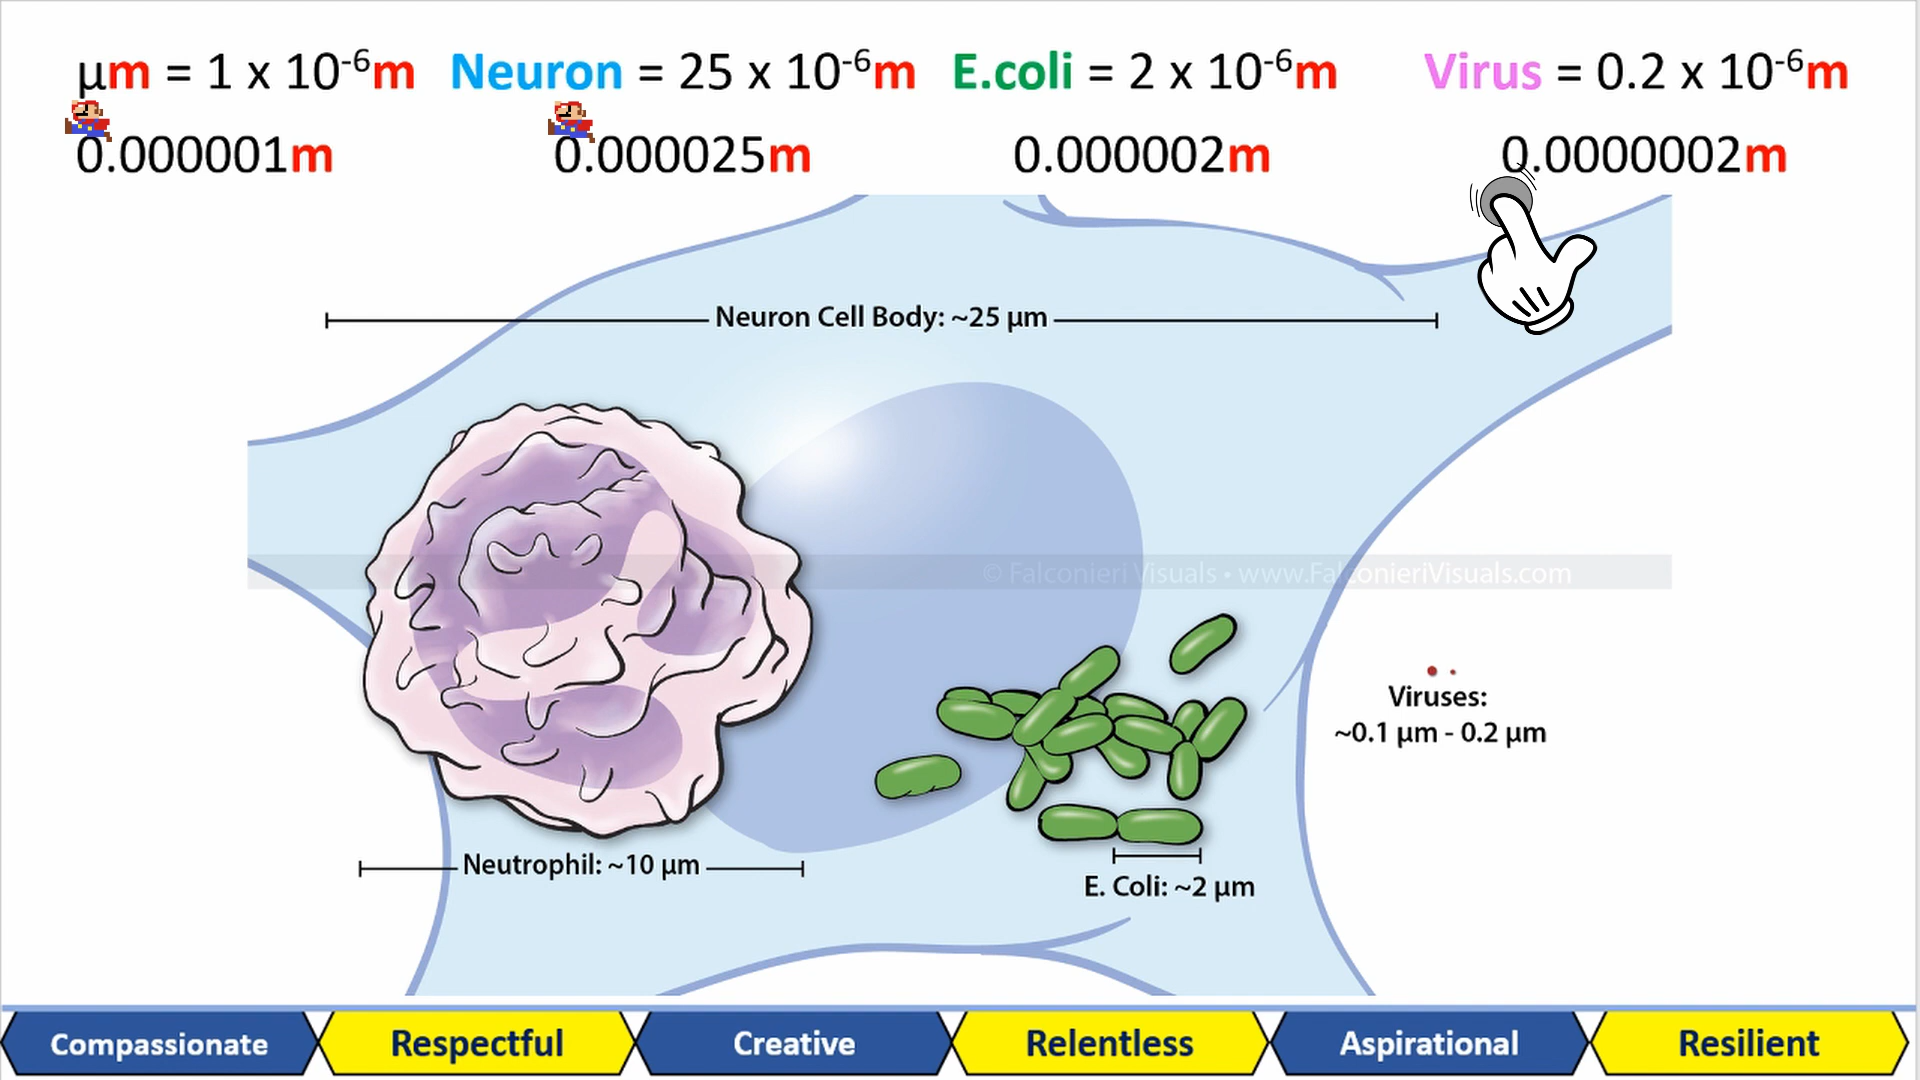 µm = 1 x 10⁻⁶m Neuron = 25 x 10⁻⁶m E.coli = 2 x 10⁻⁶m Virus = 0.2 x 10⁻⁶m
0.000001m 0.000025m 0.000002m 0.0000002m
Neuron Cell Body: ~25 µm
© Falconieri Visuals • www.FalconieriVisuals.com
Viruses:
~0.1 µm - 0.2 µm
Neutrophil: ~10 µm
E. Coli: ~2 µm
Compassionate Respectful Creative Relentless Aspirational Resilient